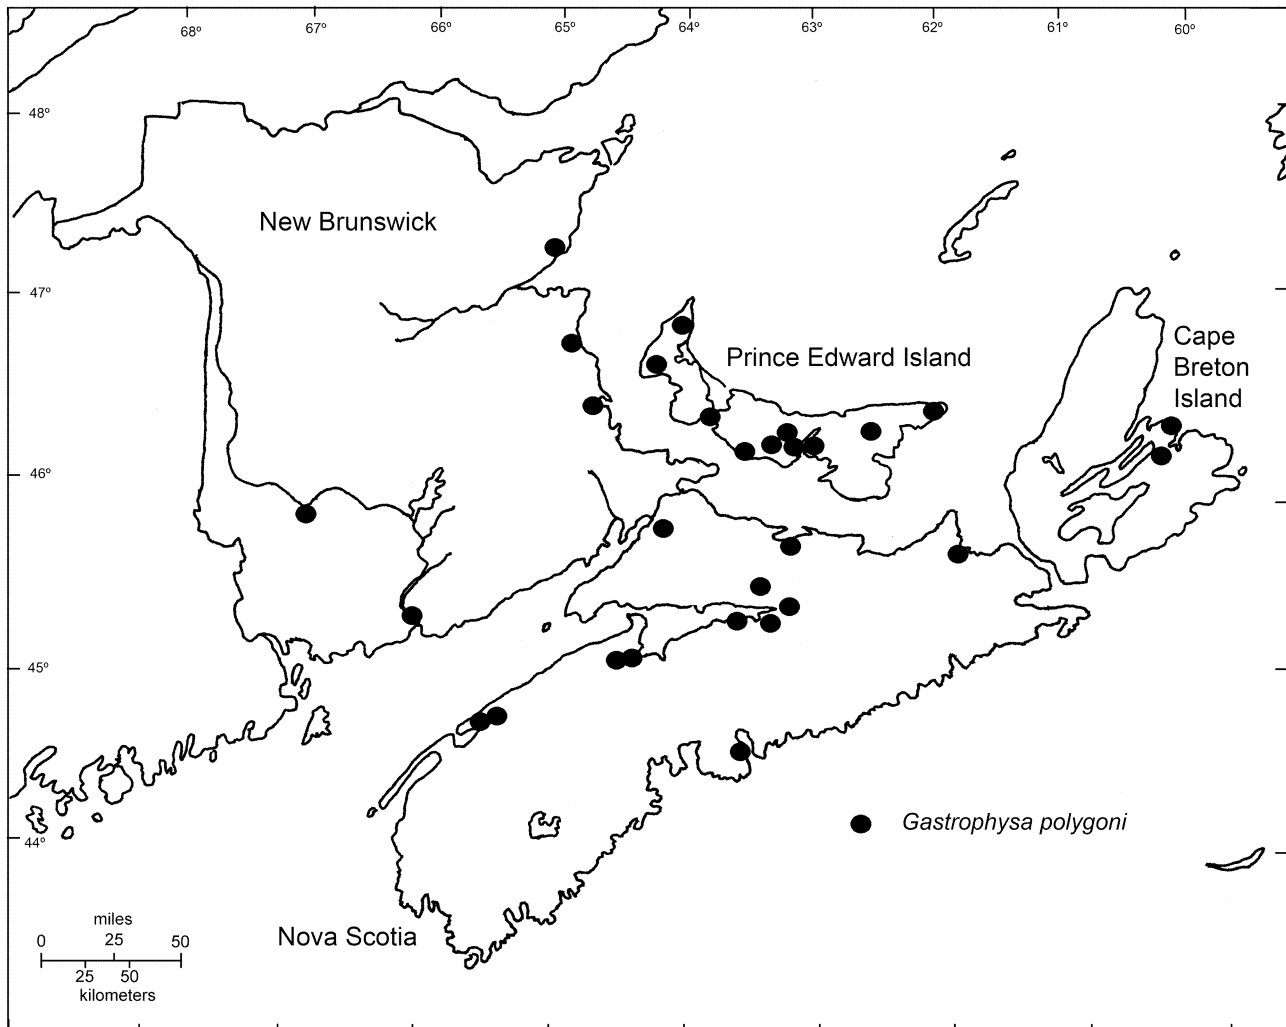 68º 67º 66º 65º 64º 63º 62º 61º 60º
48º
New Brunswick
47º
Prince Edward Island
Cape
Breton
Island
46º
45º
Gastrophysa polygoni
44º
miles
0 25 50
Nova Scotia
25 50
kilometers